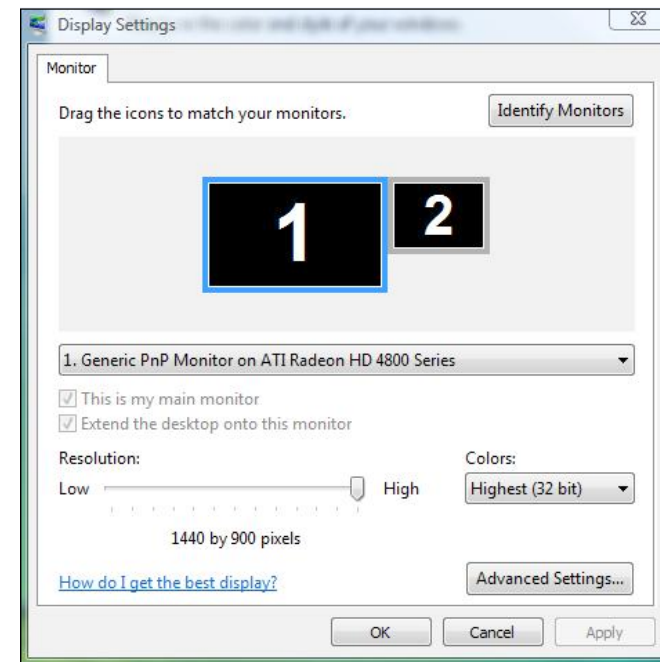 Display Settings
Monitor
Drag the icons to match your monitors.
Identify Monitors
1
2
1. Generic PnP Monitor on ATI Radeon HD 4800 Series
This is my main monitor
Extend the desktop onto this monitor
Resolution:
Colors:
Low
High
Highest (32 bit)
1440 by 900 pixels
How do I get the best display?
Advanced Settings...
OK
Cancel
Apply